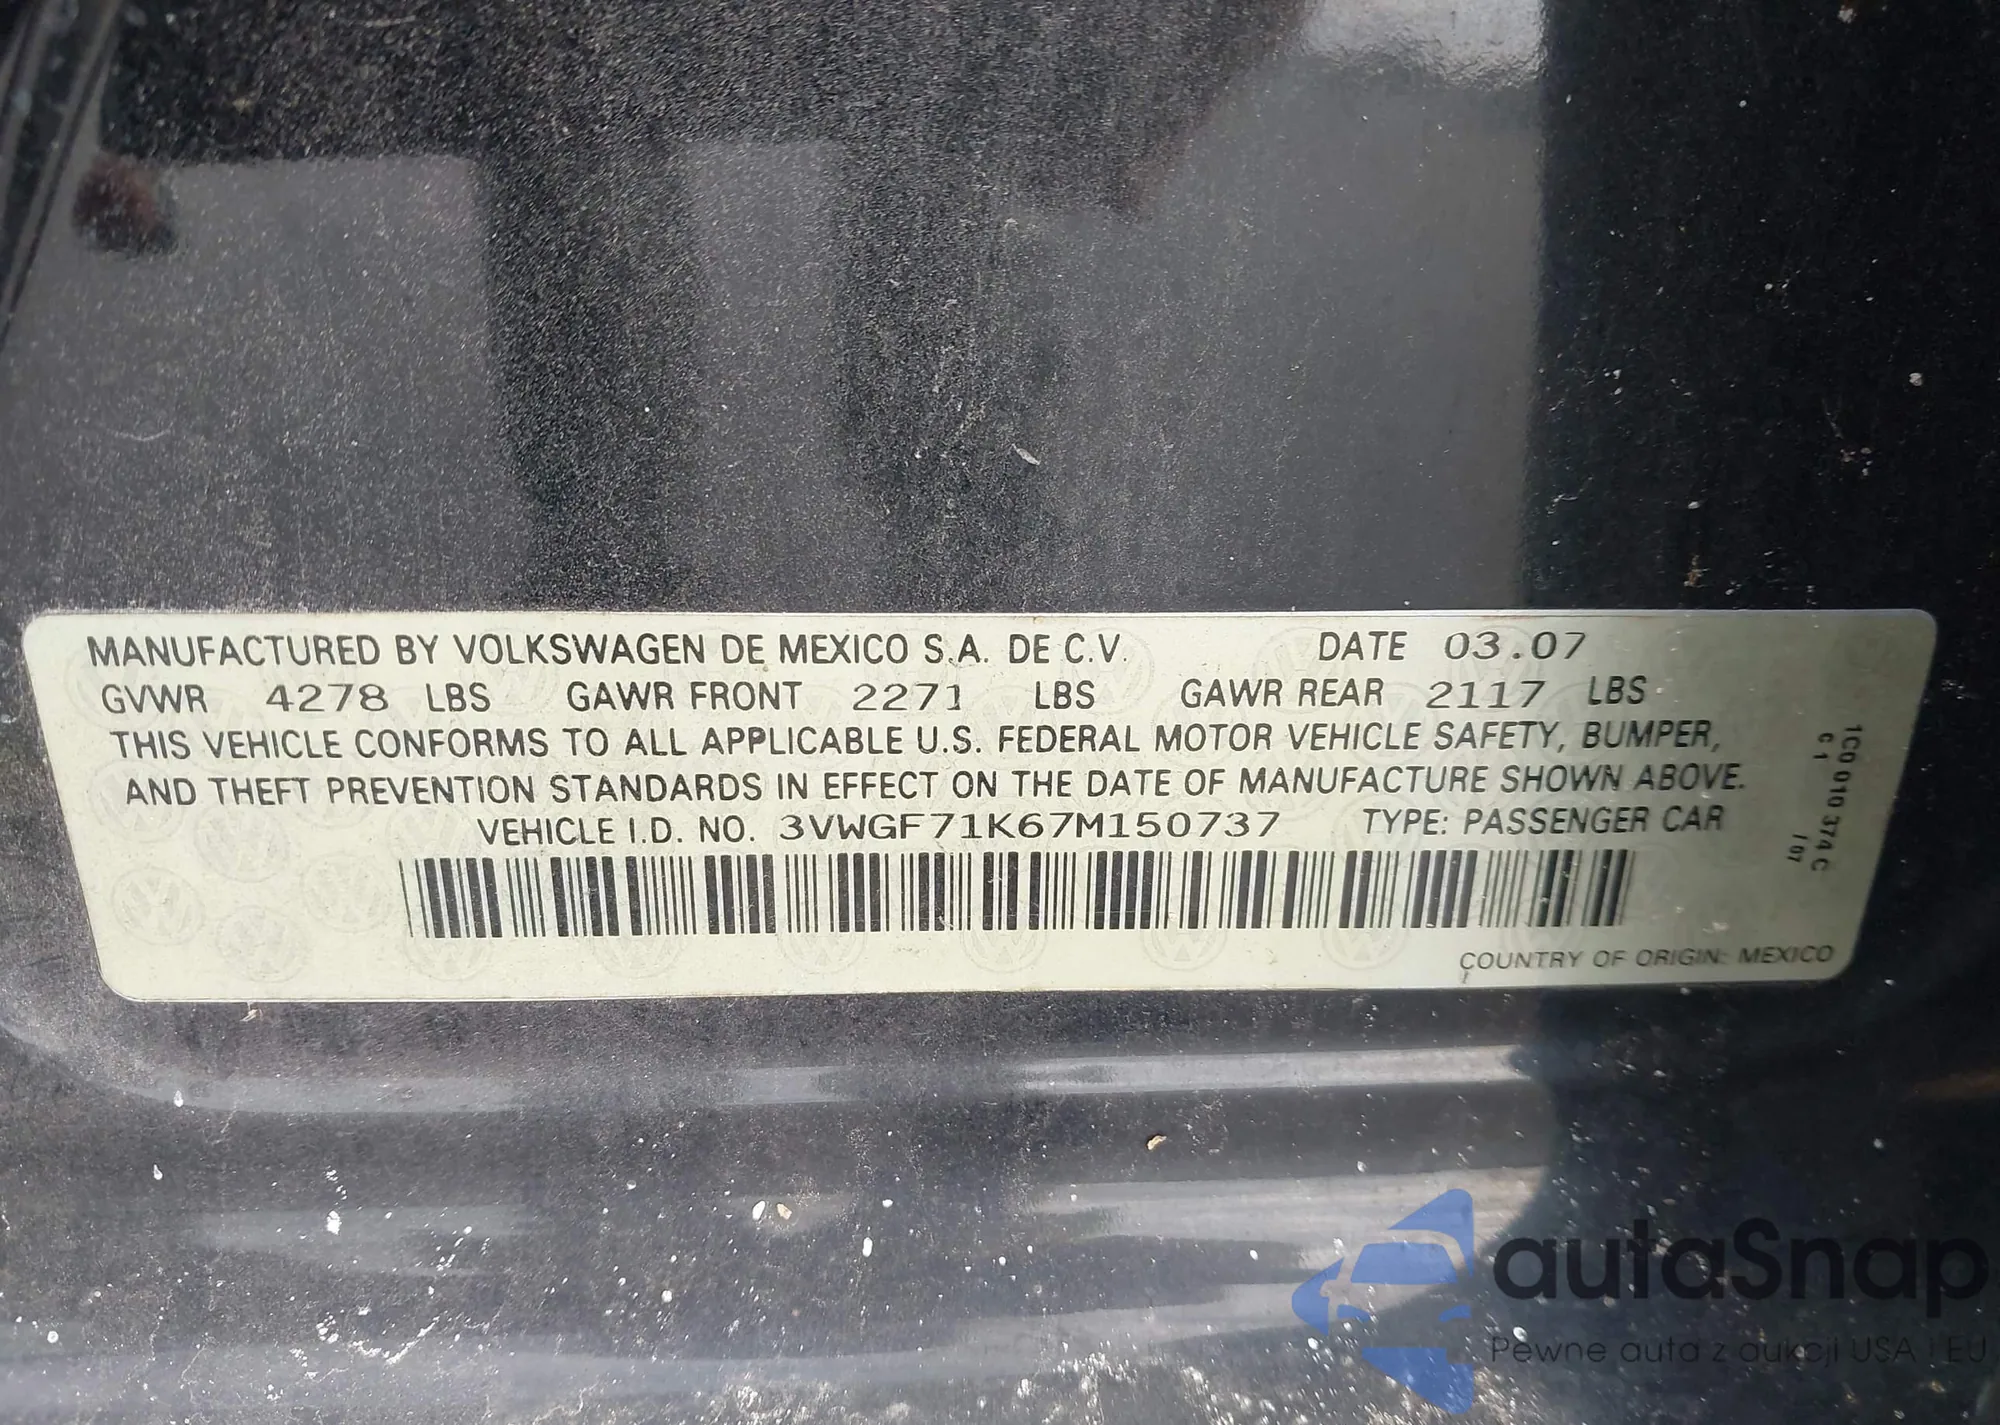 MANUFACTURED BY VOLKSWAGEN DE MEXICO S.A. DE C.V. DATE 03.07
GVWR 4278 LBS GAWR FRONT 2271 LBS GAWR REAR 2117 LBS
THIS VEHICLE CONFORMS TO ALL APPLICABLE U.S. FEDERAL MOTOR VEHICLE SAFETY, BUMPER,
AND THEFT PREVENTION STANDARDS IN EFFECT ON THE DATE OF MANUFACTURE SHOWN ABOVE.
VEHICLE I.D. NO. 3VWGF71K67M150737 TYPE: PASSENGER CAR
COUNTRY OF ORIGIN: MEXICO
1C0 010 374 C
1 07
autaSnap
Pewne auta z aukcji USA i EU